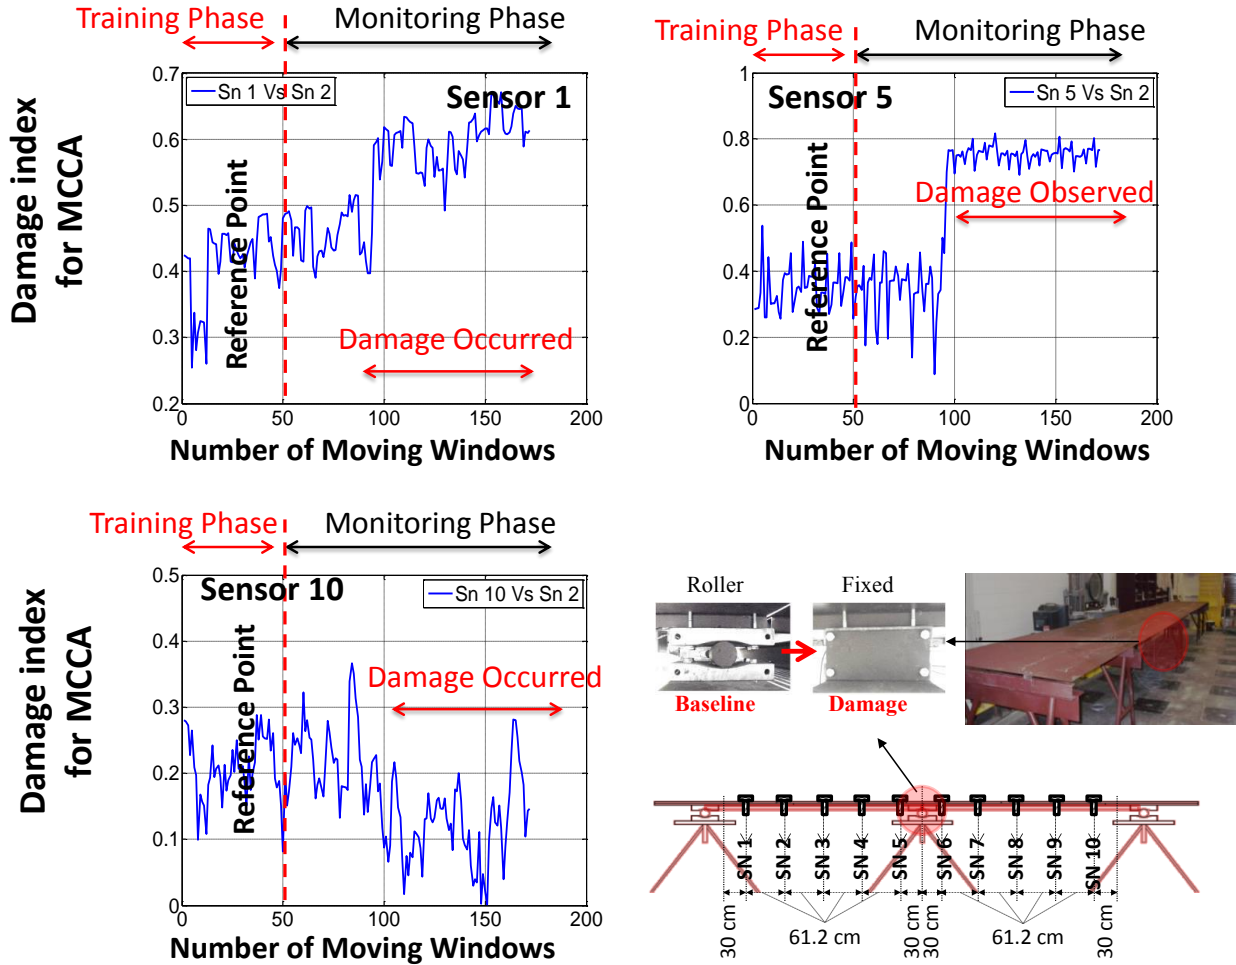 Training Phase
Monitoring Phase
0.7
0.6
0.5
0.4
0.3
0.2
Sn 1 Vs Sn 2
Sensor 1
Reference Point
Damage Occurred
0
50
100
150
200
Number of Moving Windows
Damage index
for MCCA
Training Phase
Monitoring Phase
1
0.8
0.6
0.4
0.2
0
Sensor 5
Sn 5 Vs Sn 2
Damage Observed
Reference Point
0
50
100
150
200
Number of Moving Windows
Training Phase
Monitoring Phase
0.5
0.4
0.3
0.2
0.1
0
Sensor 10
Sn 10 Vs Sn 2
Reference Point
Damage Occurred
0
50
100
150
200
Number of Moving Windows
Damage index
for MCCA
Roller
Fixed
Baseline
Damage
SN 1
SN 2
SN 3
SN 4
SN 5
SN 6
SN 7
SN 8
SN 9
SN 10
30 cm
61.2 cm
30 cm
30 cm
61.2 cm
30 cm